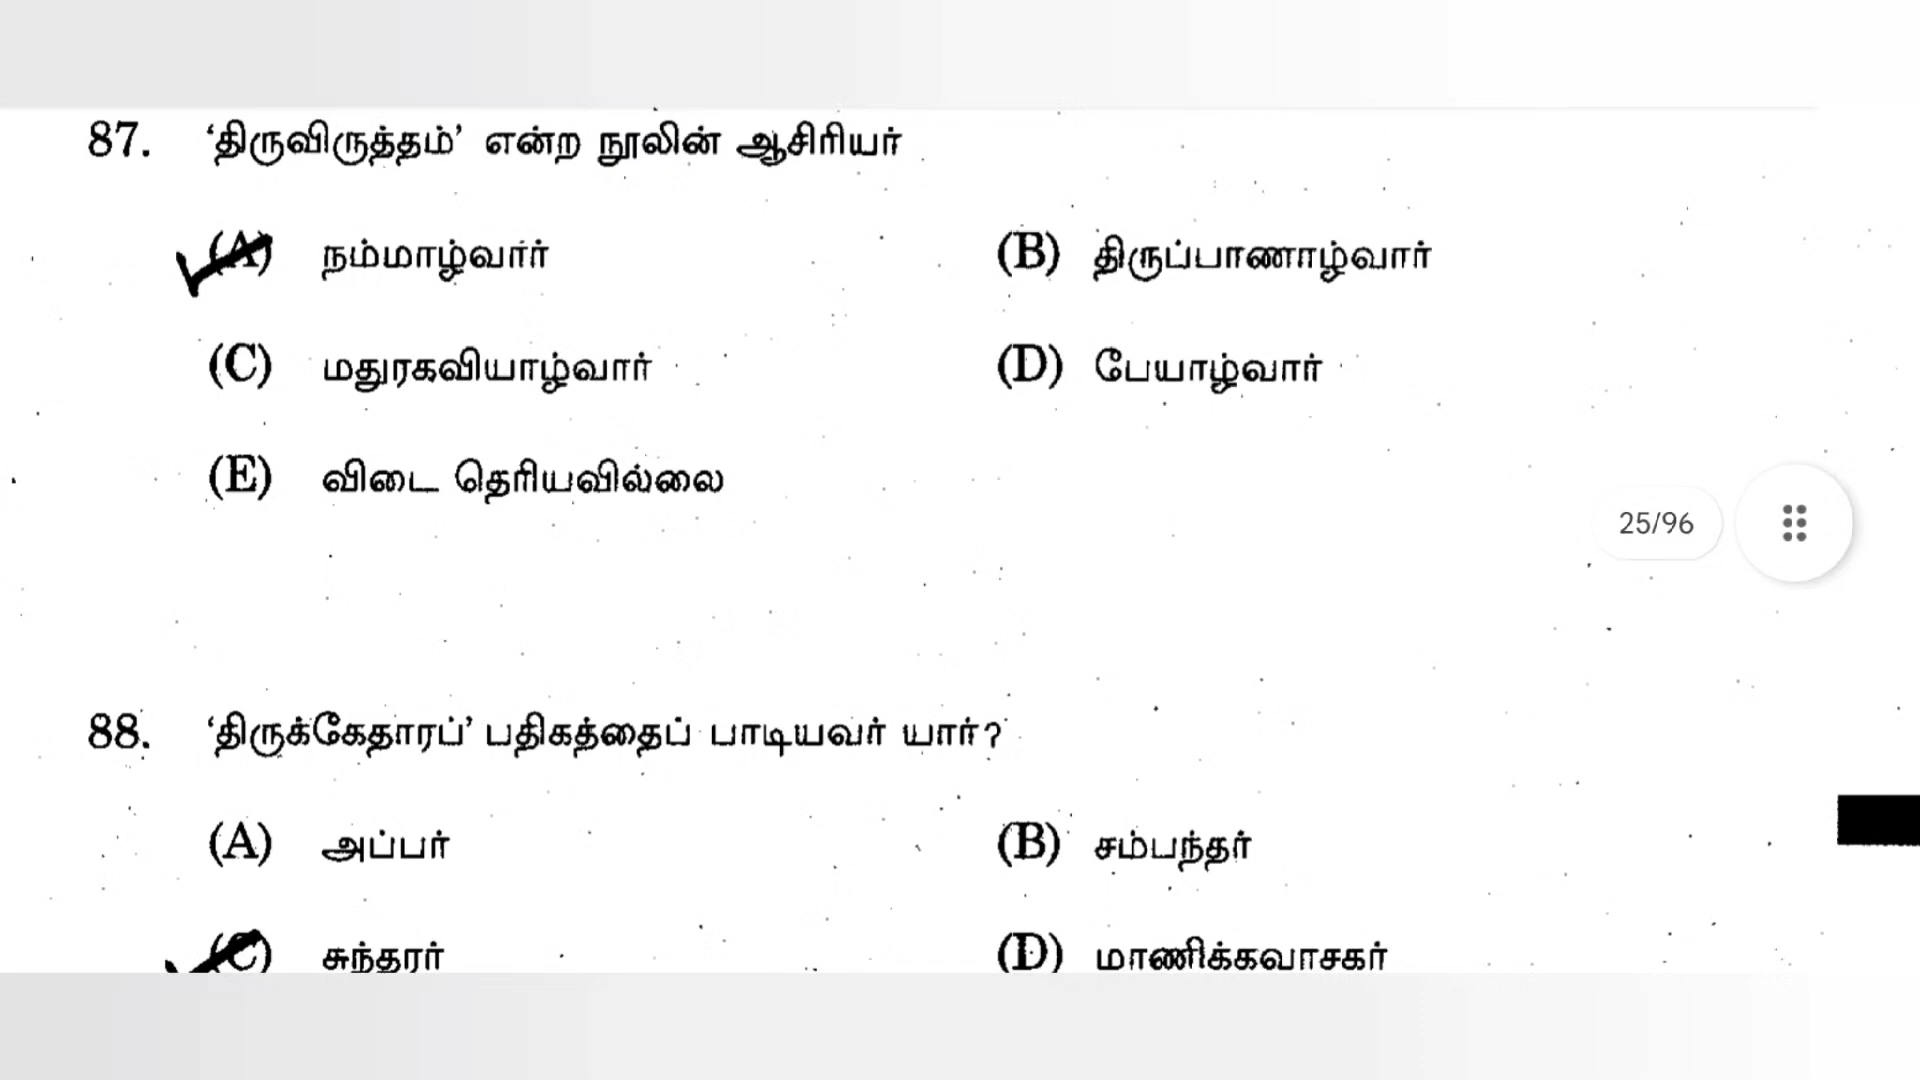 87. ‘திருவிருத்தம்’ என்ற நூலின் ஆசிரியர்
(A) நம்மாழ்வார்
(B) திருப்பாணாழ்வார்
(C) மதுரகவியாழ்வார்
(D) பேயாழ்வார்
(E) விடை தெரியவில்லை
25/96
88. ‘திருக்கேதாரப்’ பதிகத்தைப் பாடியவர் யார்?
(A) அப்பர்
(B) சம்பந்தர்
(C) சுந்தரர்
(D) மாணிக்கவாசகர்